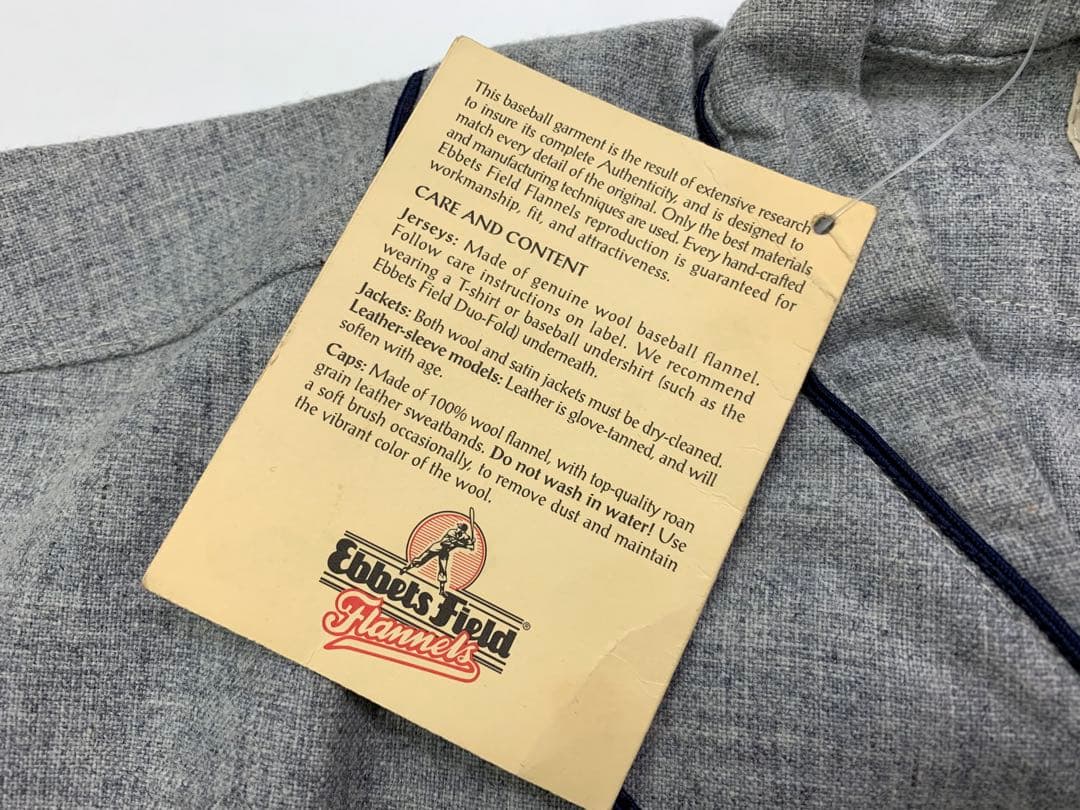 This baseball garment is the result of extensive research
to insure its complete Authenticity, and is designed to
match every detail of the original. Only the best materials
and manufacturing techniques are used. Every hand-crafted
Ebbets Field Flannels reproduction is guaranteed for
workmanship, fit, and attractiveness.
CARE AND CONTENT
Jerseys: Made of genuine wool baseball flannel.
Follow care instructions on label. We recommend
wearing a T-shirt or baseball undershirt (such as the
Ebbets Field Duo-Fold) underneath.
Jackets: Both wool and satin jackets must be dry-cleaned.
Leather-sleeve models: Leather is glove-tanned, and will
soften with age.
Caps: Made of 100% wool flannel, with top-quality roan
grain leather sweatbands. Do not wash in water! Use
a soft brush occasionally, to remove dust and maintain
the vibrant color of the wool.
Ebbets Field®
Flannels